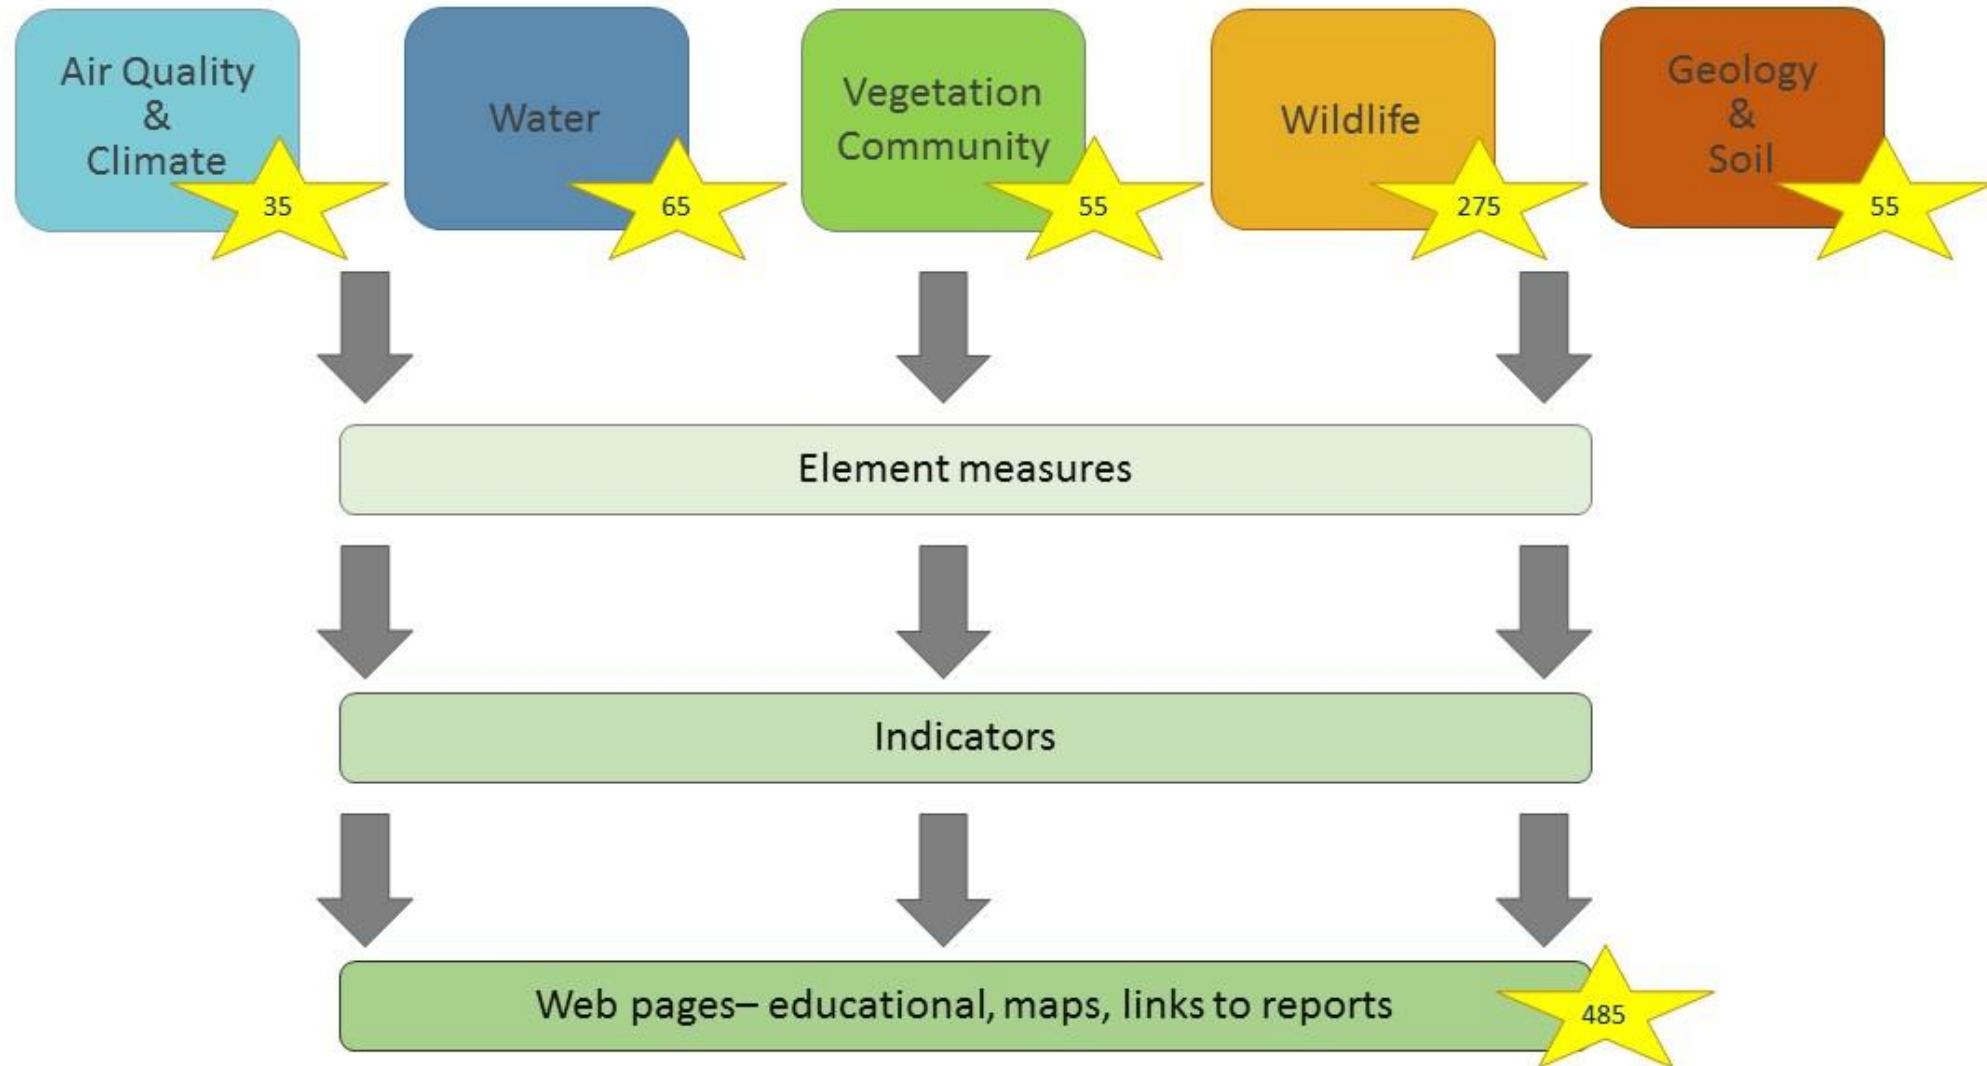 Air Quality
&
Climate
35
Water
65
Vegetation
Community
55
Wildlife
275
Geology
&
Soil
55
Element measures
Indicators
Web pages– educational, maps, links to reports
485